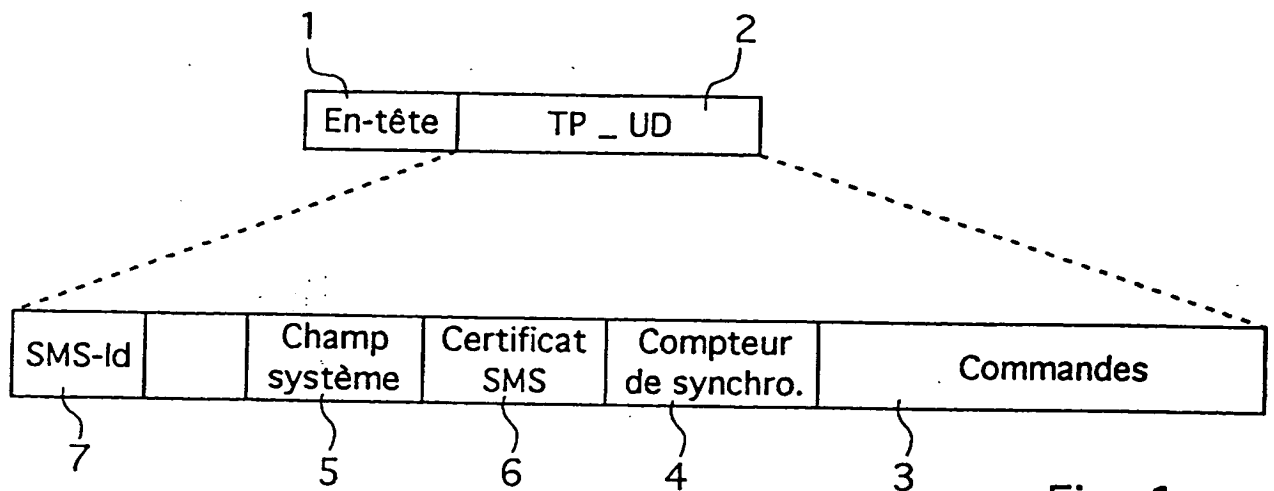 1 2
En-tête TP _ UD
SMS-Id Champ système Certificat SMS Compteur de synchro. Commandes
7 5 6 4 3